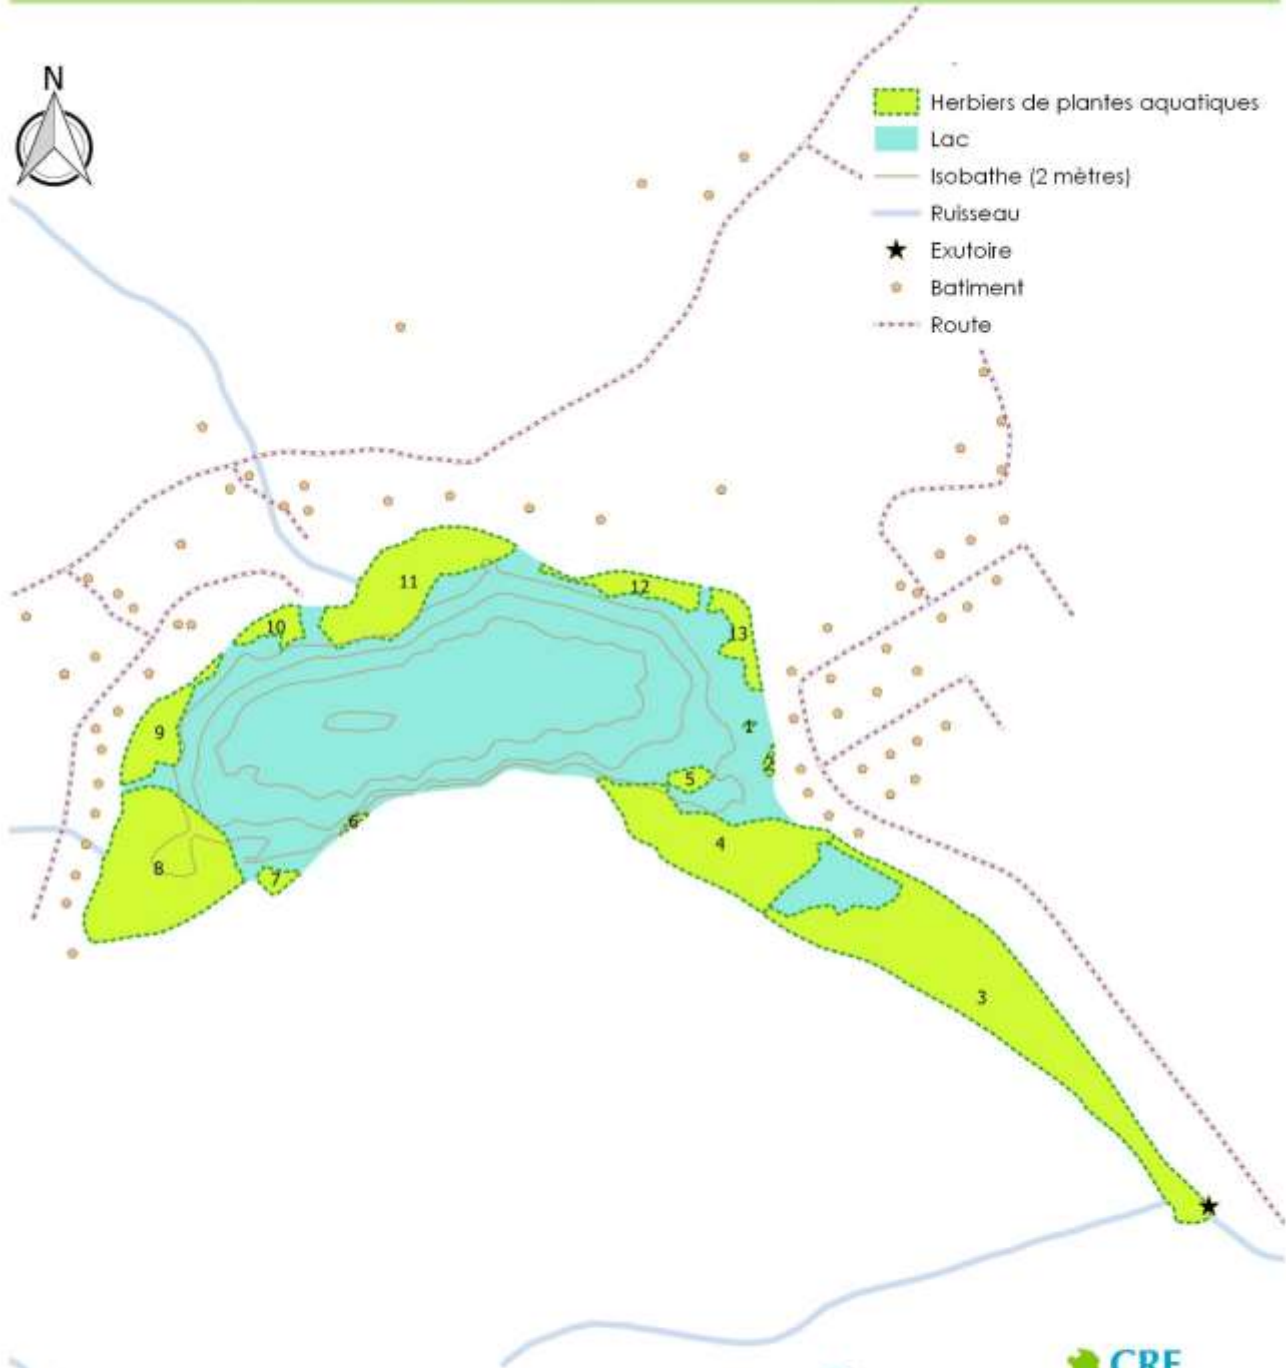 N
Herbiers de plantes aquatiques
Lac
Isobathe (2 mètres)
Ruisseau
Exutoire
Batiment
Route
11
12
10
13
1
9
2
5
6
4
8
7
3
CRE